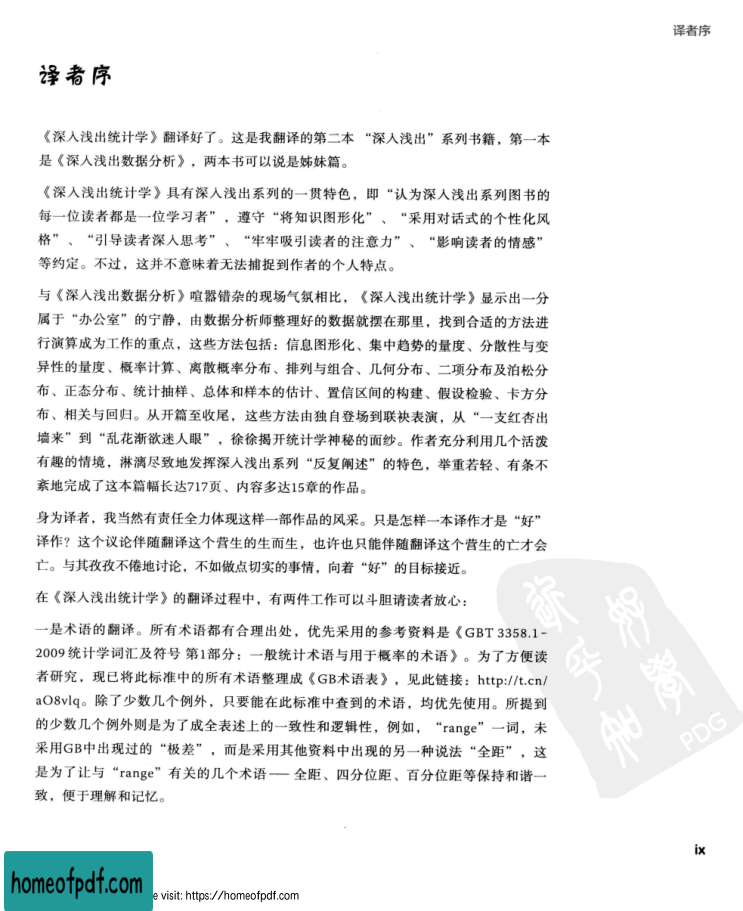 译者序
译者序
《深入浅出统计学》翻译好了。这是我翻译的第二本 “深入浅出”系列书籍，第一本
是《深入浅出数据分析》，两本书可以说是姊妹篇。
《深入浅出统计学》具有深入浅出系列的一贯特色，即“认为深入浅出系列图书的
每一位读者都是一位学习者”，遵守“将知识图形化”、“采用对话式的个性化风
格”、“引导读者深入思考”、“牢牢吸引读者的注意力”、“影响读者的情感”
等约定。不过，这并不意味着无法捕捉到作者的个人特点。
与《深入浅出数据分析》喧嚣错杂的现场气氛相比，《深入浅出统计学》显示出一分
属于“办公室”的宁静，由数据分析师整理好的数据就摆在那里，找到合适的方法进
行演算成为工作的重点，这些方法包括：信息图形化、集中趋势的量度、分散性与变
异性的量度、概率计算、离散概率分布、排列与组合、几何分布、二项分布及泊松分
布、正态分布、统计抽样、总体和样本的估计、置信区间的构建、假设检验、卡方分
布、相关与回归。从开篇至收尾，这些方法由独自登场到联袂表演，从“一支红杏出
墙来”到“乱花渐欲迷人眼”，徐徐揭开统计学神秘的面纱。作者充分利用几个活泼
有趣的情境，淋漓尽致地发挥深入浅出系列“反复阐述”的特色，举重若轻、有条不
紊地完成了这本篇幅长达717页、内容多达15章的作品。
身为译者，我当然有责任全力体现这样一部作品的风采。只是怎样一本译作才是“好”
译作？这个议论伴随翻译这个营生的生而生，也许也只能伴随翻译这个营生的亡才会
亡。与其孜孜不倦地讨论，不如做点切实的事情，向着“好”的目标接近。
在《深入浅出统计学》的翻译过程中，有两件工作可以斗胆请读者放心：
一是术语的翻译。所有术语都有合理出处，优先采用的参考资料是《GBT 3358.1-
2009统计学词汇及符号 第1部分：一般统计术语与用于概率的术语》。为了方便读
者研究，现已将此标准中的所有术语整理成《GB术语表》，见此链接：http://t.cn/
aO8vlq。除了少数几个例外，只要能在此标准中查到的术语，均优先使用。所提到
的少数几个例外则是为了成全表述上的一致性和逻辑性，例如，“range”一词，未
采用GB中出现过的“极差”，而是采用其他资料中出现的另一种说法“全距”，这
是为了让与“range”有关的几个术语——全距、四分位距、百分位距等保持和谐一
致，便于理解和记忆。
PDG
ix
homeofpdf.com
e visit: https://homeofpdf.com